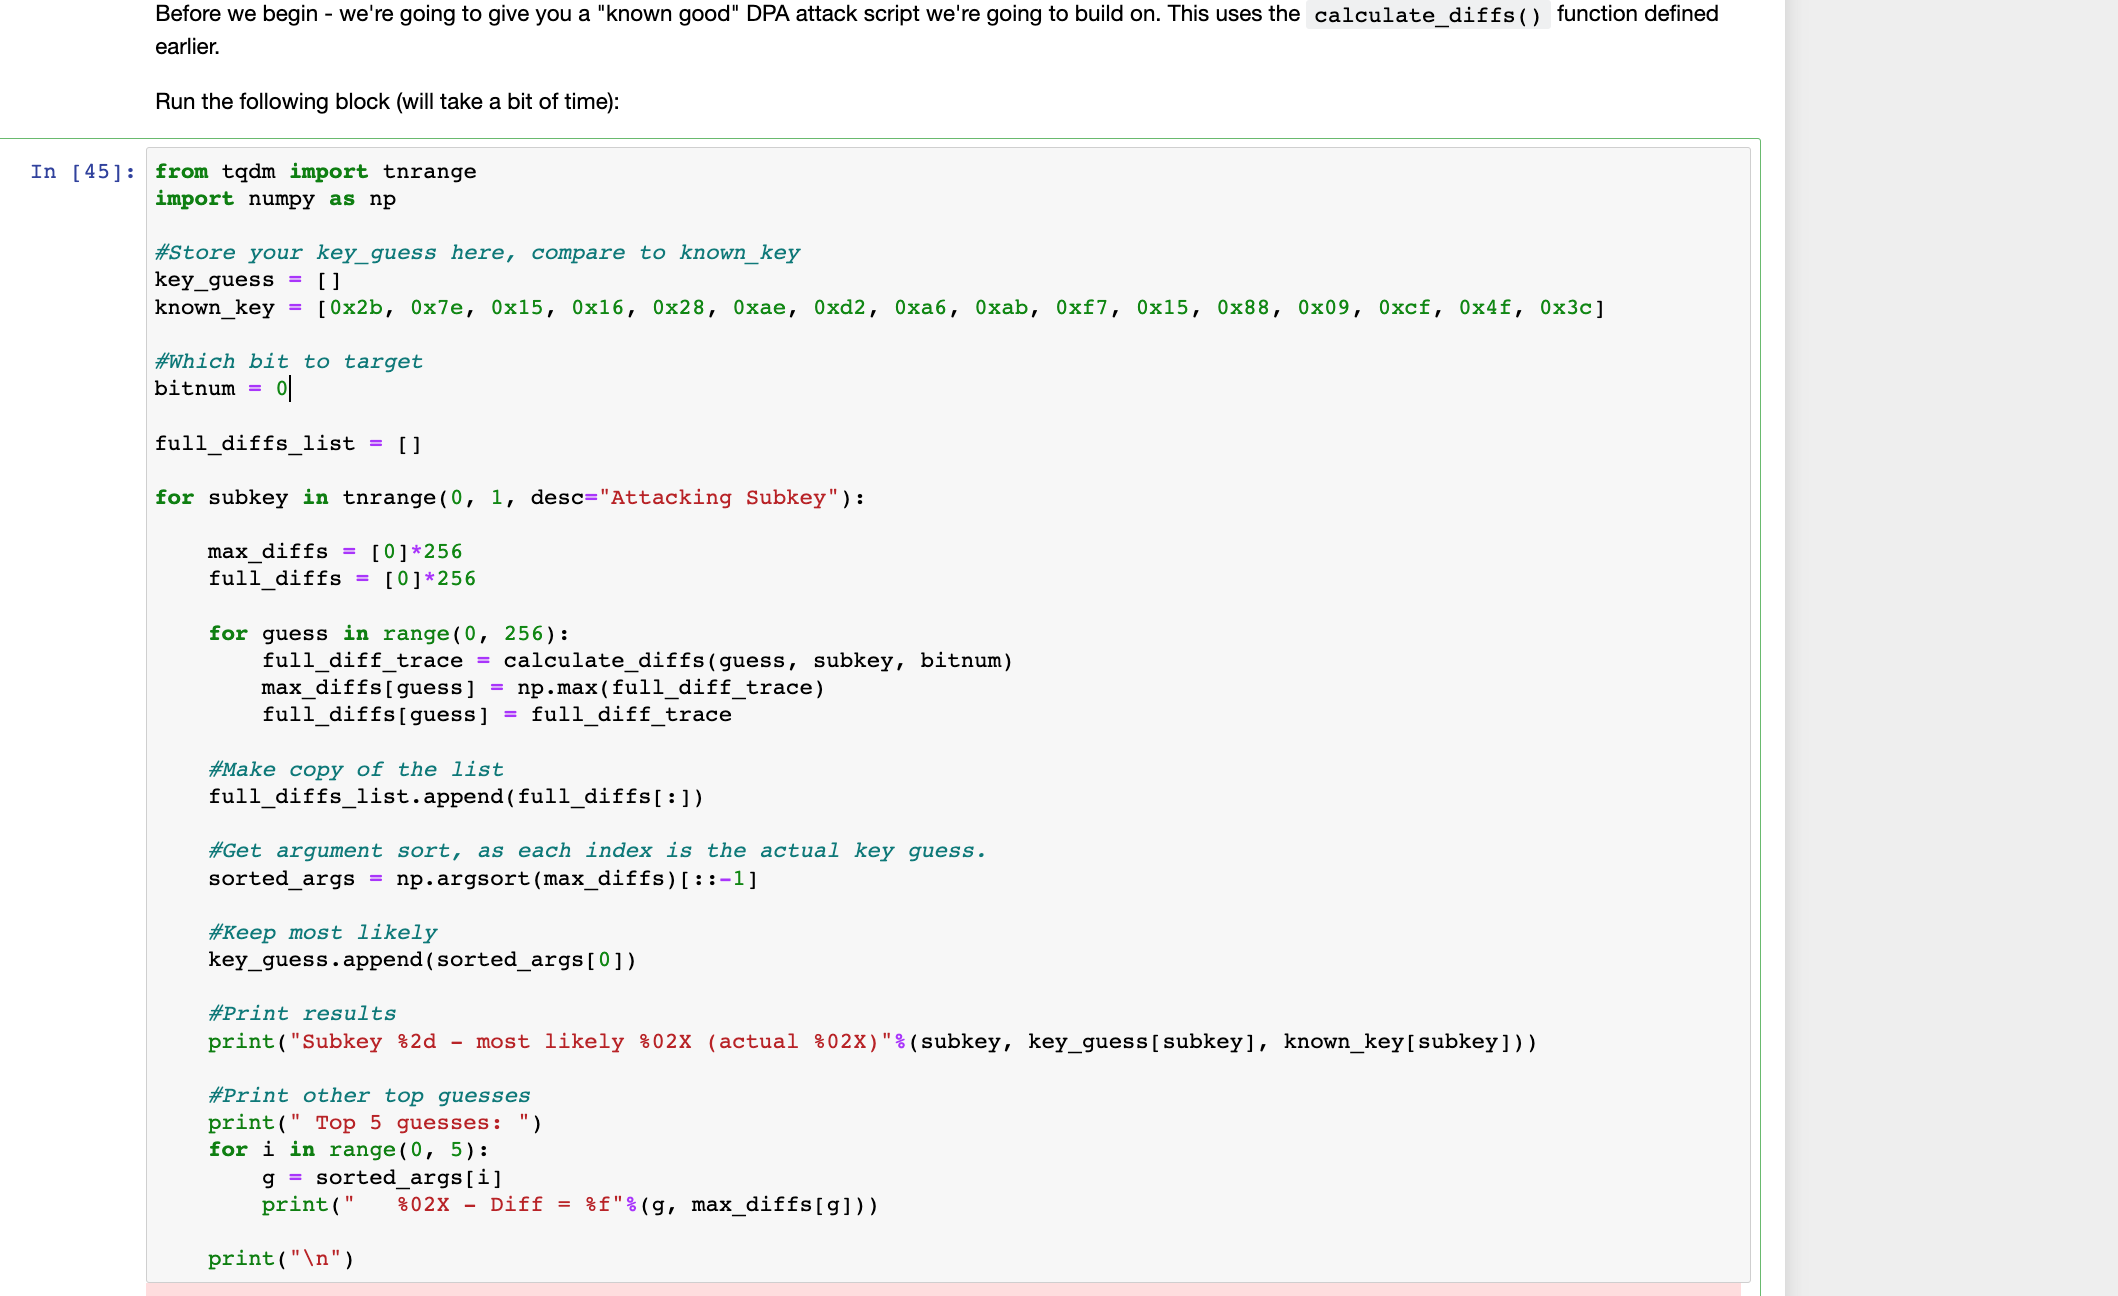 Before we begin - we're going to give you a "known good" DPA attack script we're going to build on. This uses the calculate_diffs() function defined
earlier.
Run the following block (will take a bit of time):
In [45]:
from tqdm import tnrange
import numpy as np
#Store your key_guess here, compare to known_key
key_guess = []
known_key = [0x2b, 0x7e, 0x15, 0x16, 0x28, 0xae, 0xd2, 0xa6, 0xab, 0xf7, 0x15, 0x88, 0x09, 0xcf, 0x4f, 0x3c]
#Which bit to target
bitnum = 0
full_diffs_list = []
for subkey in tnrange(0, 1, desc="Attacking Subkey"):
    max_diffs = [0]*256
    full_diffs = [0]*256
    for guess in range(0, 256):
        full_diff_trace = calculate_diffs(guess, subkey, bitnum)
        max_diffs[guess] = np.max(full_diff_trace)
        full_diffs[guess] = full_diff_trace
    #Make copy of the list
    full_diffs_list.append(full_diffs[:])
    #Get argument sort, as each index is the actual key guess.
    sorted_args = np.argsort(max_diffs)[::-1]
    #Keep most likely
    key_guess.append(sorted_args[0])
    #Print results
    print("Subkey %2d - most likely %02X (actual %02X)"%(subkey, key_guess[subkey], known_key[subkey]))
    #Print other top guesses
    print(" Top 5 guesses: ")
    for i in range(0, 5):
        g = sorted_args[i]
        print("   %02X - Diff = %f"%(g, max_diffs[g]))
    print("\n")